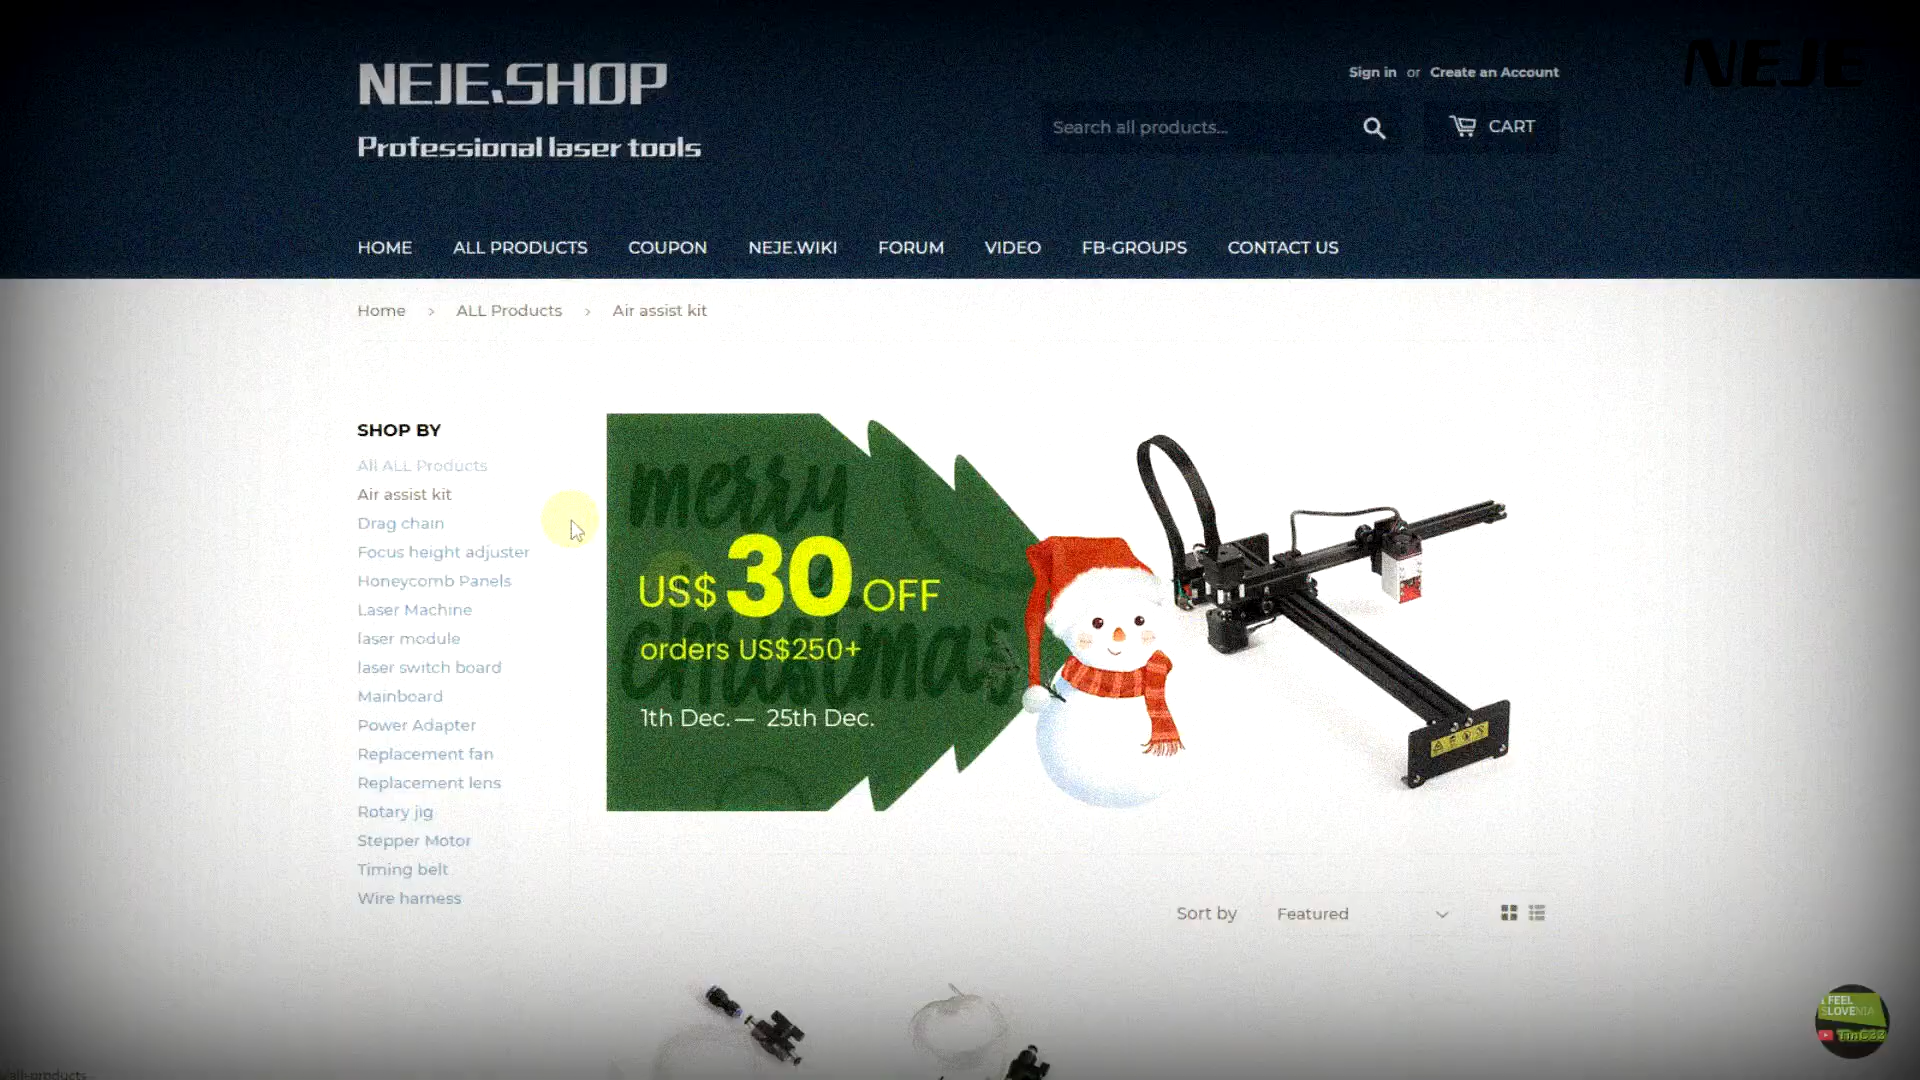 NEJE.SHOP
Professional laser tools
NEJE
Sign in or Create an Account
Search all products...
CART
HOME ALL PRODUCTS COUPON NEJE.WIKI FORUM VIDEO FB-GROUPS CONTACT US
Home › ALL Products › Air assist kit
SHOP BY
All ALL Products
Air assist kit
Drag chain
Focus height adjuster
Honeycomb Panels
Laser Machine
laser module
laser switch board
Mainboard
Power Adapter
Replacement fan
Replacement lens
Rotary jig
Stepper Motor
Timing belt
Wire harness
merry
christmas
US$ 30 OFF
orders US$250+
1th Dec. — 25th Dec.
Sort by Featured
I FEEL
SLOVENIA